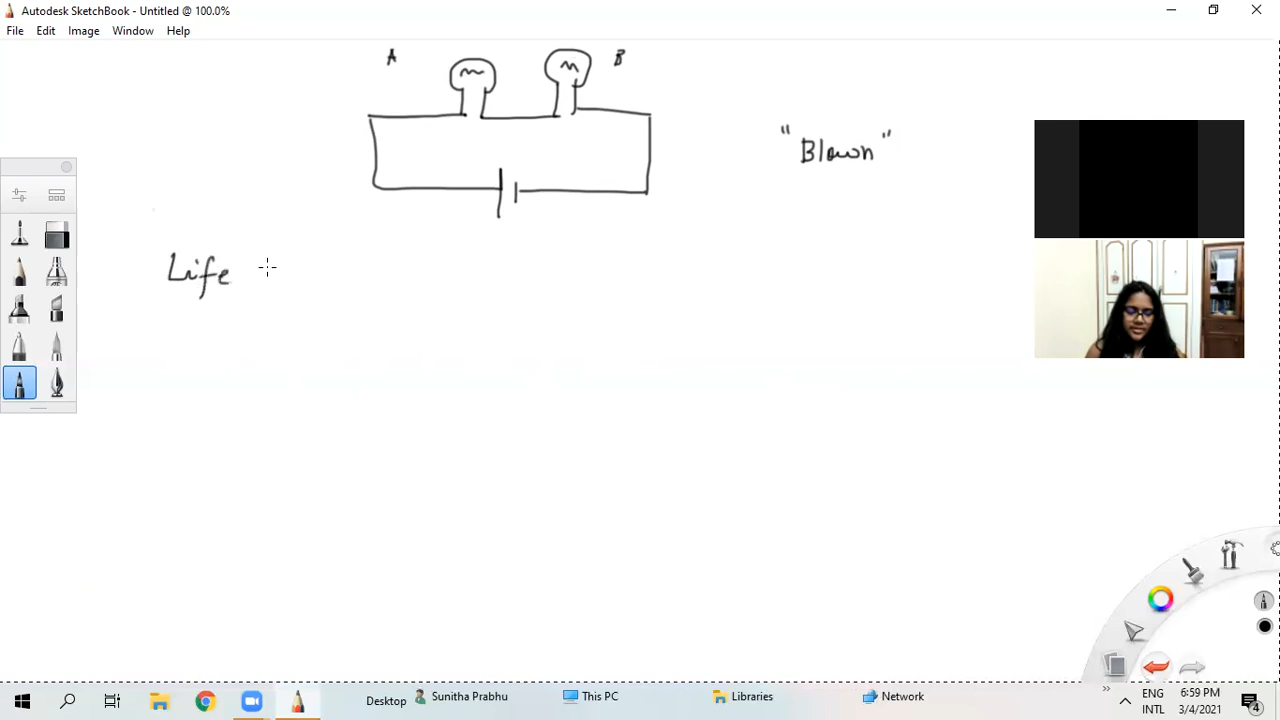 Autodesk SketchBook - Untitled @ 100.0%
File Edit Image Window Help
A B
"Blown"
Life
Desktop Sunitha Prabhu This PC Libraries Network
ENG
INTL
6:59 PM
3/4/2021
4